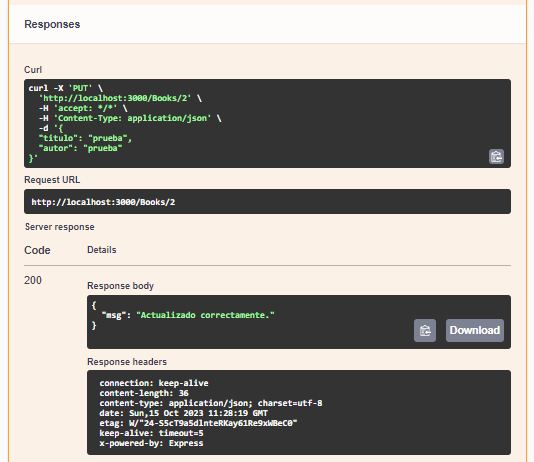 Responses
Curl
curl -X 'PUT' \
'http://localhost:3000/Books/2' \
-H 'accept: */*' \
-H 'Content-Type: application/json' \
-d '{
"titulo": "prueba",
"autor": "prueba"
}'
Request URL
http://localhost:3000/Books/2
Server response
Code Details
200
Response body
{
"msg": "Actualizado correctamente."
}
Download
Response headers
connection: keep-alive
content-length: 36
content-type: application/json; charset=utf-8
date: Sun,15 Oct 2023 11:28:19 GMT
etag: W/"24-S5cT9a5dlnteRKay61Re9xWBeC0"
keep-alive: timeout=5
x-powered-by: Express